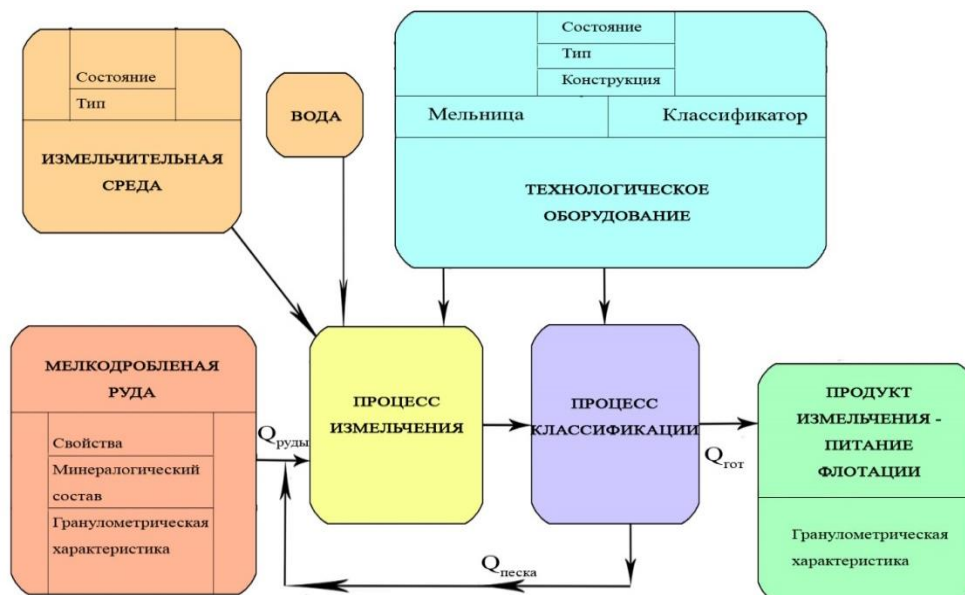 Состояние
Тип
ИЗМЕЛЬЧИТЕЛЬНАЯ
СРЕДА
ВОДА
Состояние
Тип
Конструкция
Мельница
Классификатор
ТЕХНОЛОГИЧЕСКОЕ
ОБОРУДОВАНИЕ
МЕЛКОДРОБЛЕНАЯ
РУДА
Свойства
Минералогический
состав
Гранулометрическая
характеристика
Qруды
ПРОЦЕСС
ИЗМЕЛЬЧЕНИЯ
ПРОЦЕСС
КЛАССИФИКАЦИИ
Qгот
ПРОДУКТ
ИЗМЕЛЬЧЕНИЯ -
ПИТАНИЕ
ФЛОТАЦИИ
Гранулометрическая
характеристика
Qпеска